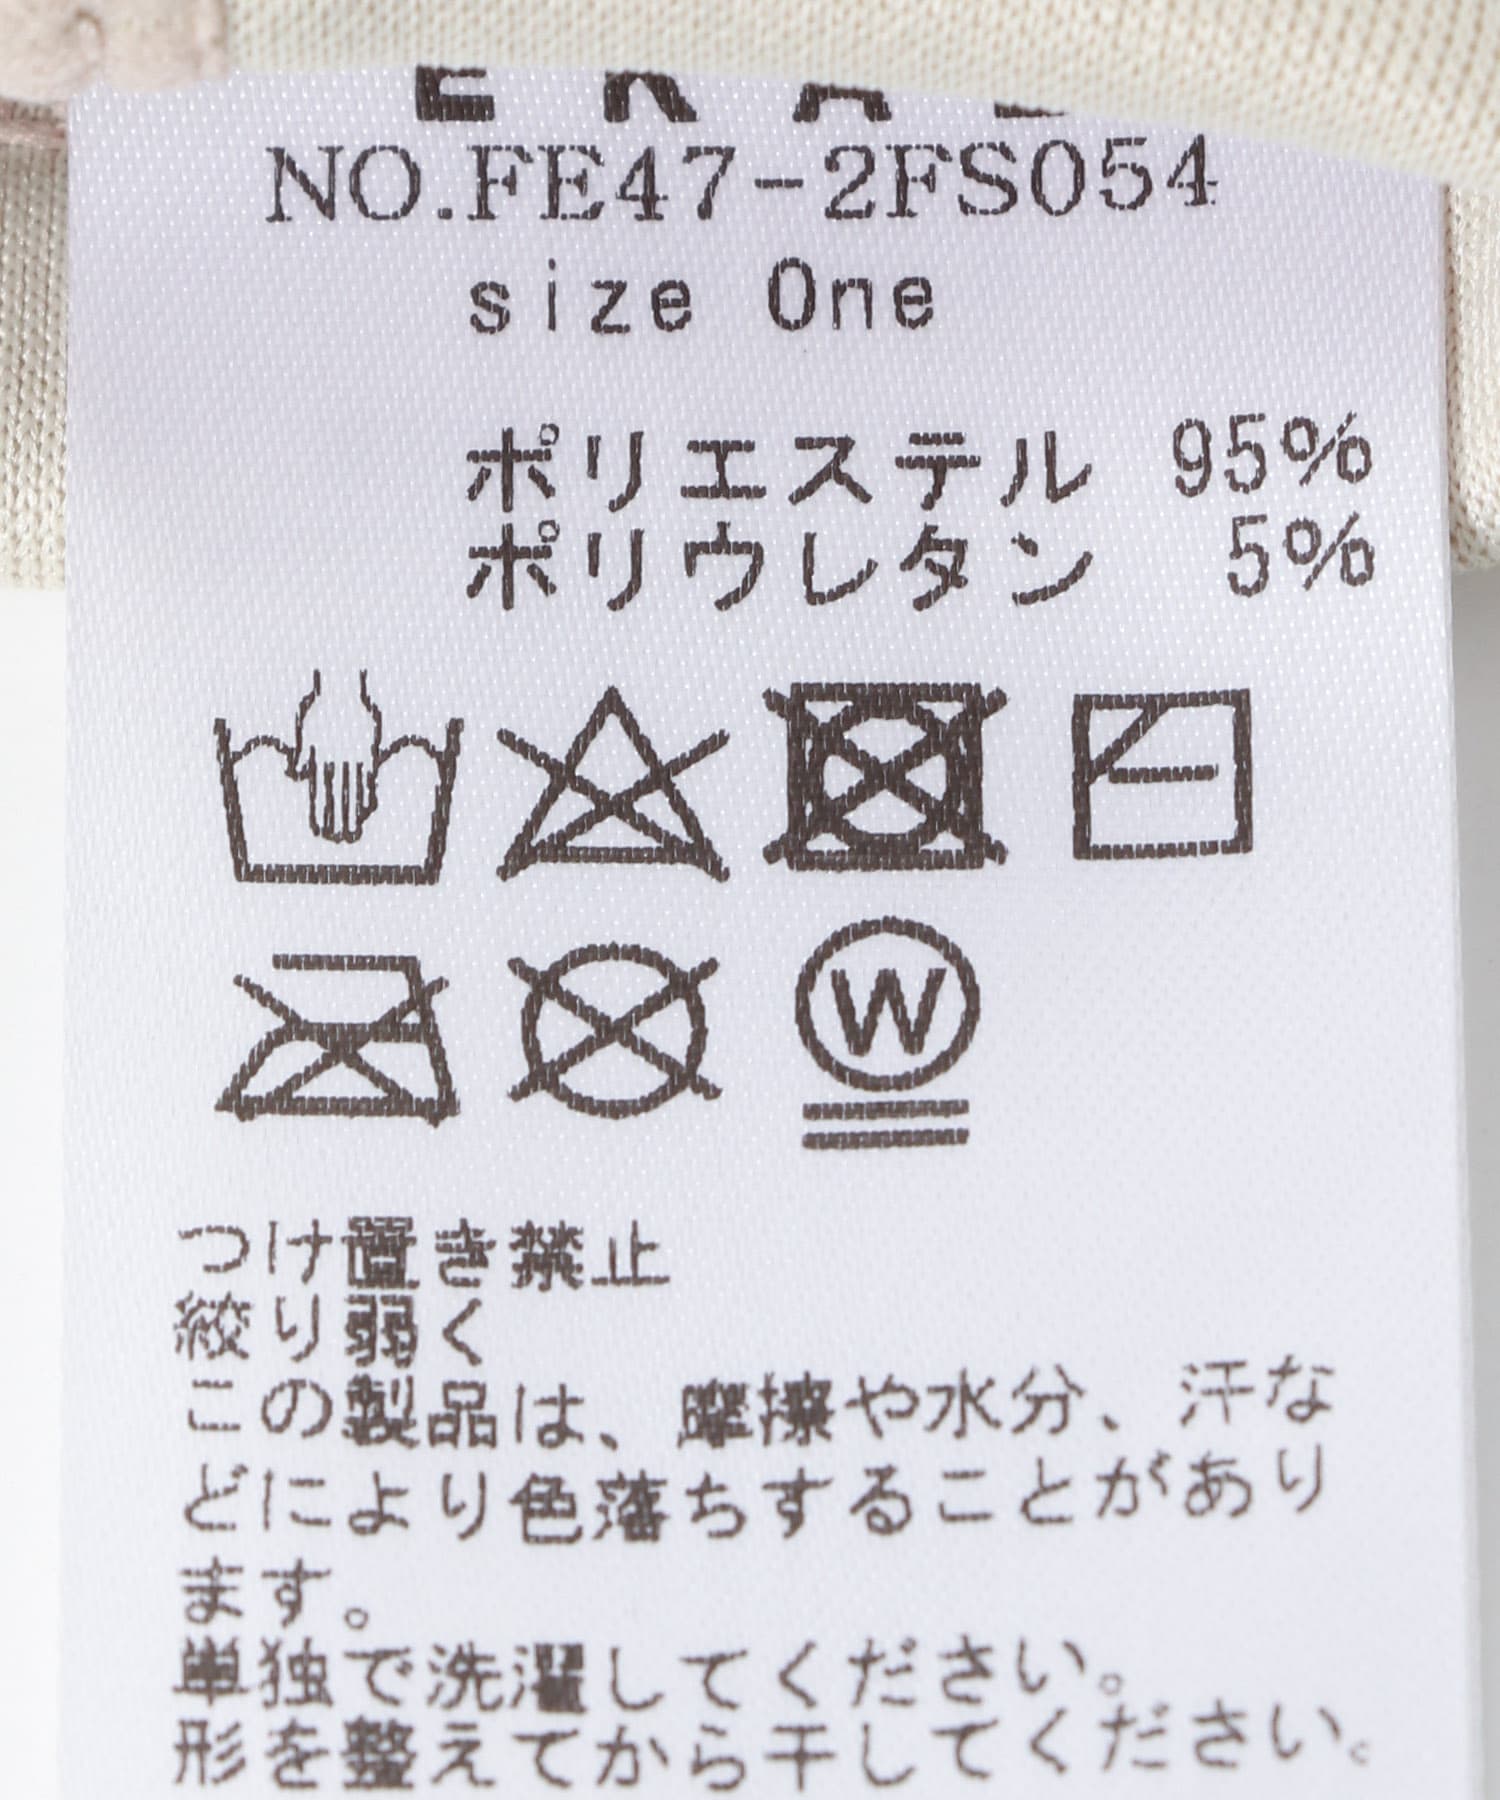 NO.FE47-2FS054
size One
ポリエステル 95%
ポリウレタン 5%
W
つけ置き禁止
絞り弱く
この製品は、摩擦や水分、汗な
どにより色落ちすることがあり
ます。
単独で洗濯してください。
形を整えてから干してください。